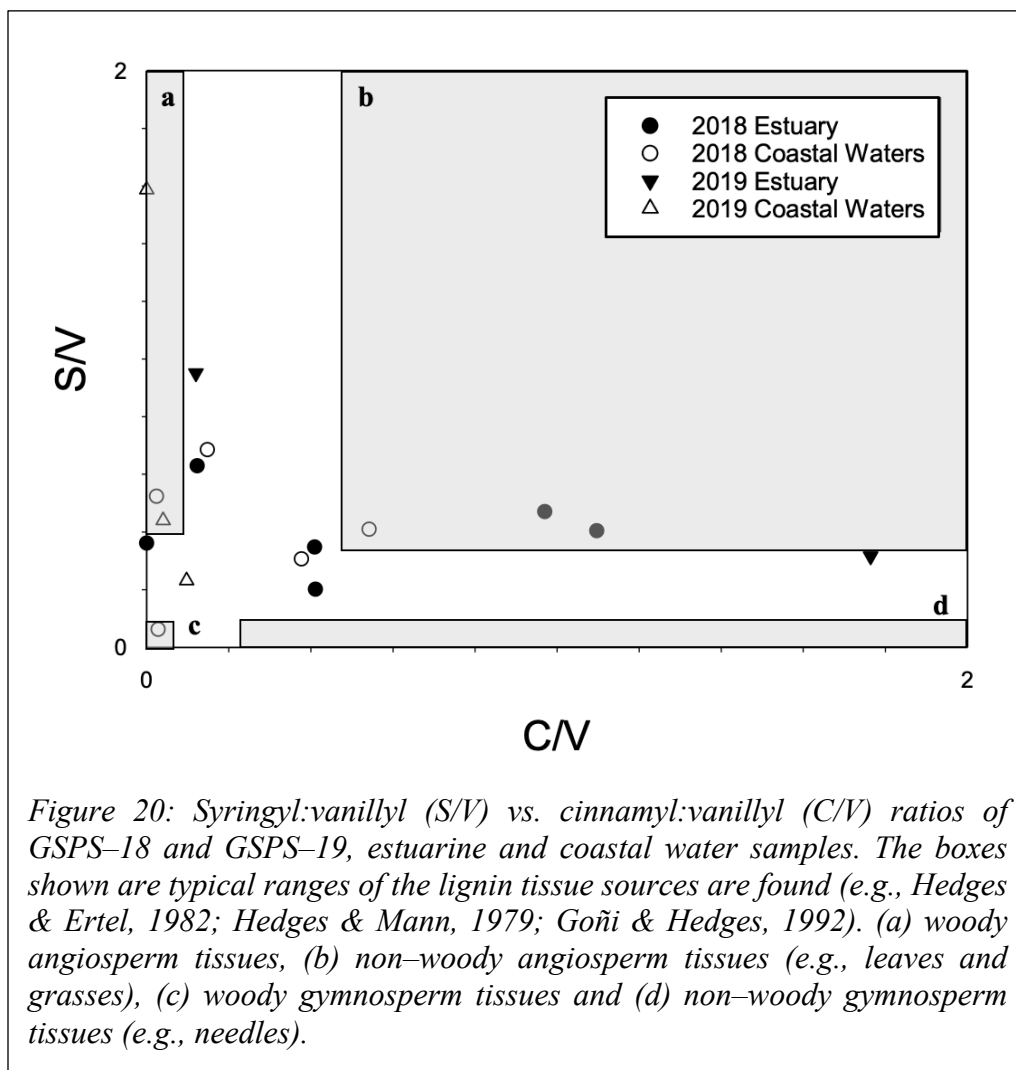 2
a
b
2018 Estuary
2018 Coastal Waters
2019 Estuary
2019 Coastal Waters
S/V
c
d
0
0
2
C/V
Figure 20: Syringyl:vanillyl (S/V) vs. cinnamyl:vanillyl (C/V) ratios of
GSPS–18 and GSPS–19, estuarine and coastal water samples. The boxes
shown are typical ranges of the lignin tissue sources are found (e.g., Hedges
& Ertel, 1982; Hedges & Mann, 1979; Goñi & Hedges, 1992). (a) woody
angiosperm tissues, (b) non–woody angiosperm tissues (e.g., leaves and
grasses), (c) woody gymnosperm tissues and (d) non–woody gymnosperm
tissues (e.g., needles).